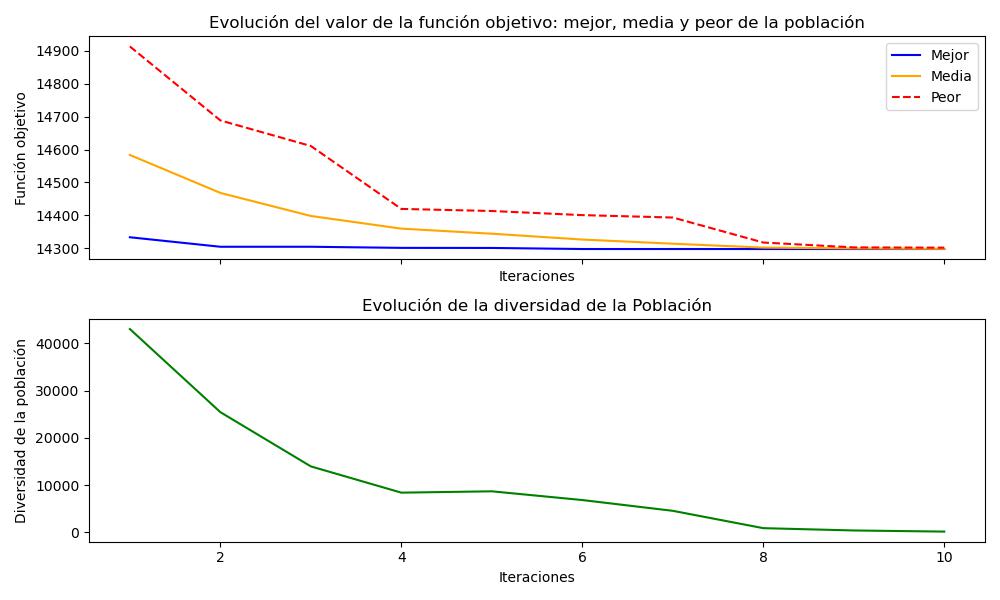 Evolución del valor de la función objetivo: mejor, media y peor de la población
Función objetivo
14900
14800
14700
14600
14500
14400
14300
Mejor
Media
Peor
Iteraciones
Evolución de la diversidad de la Población
Diversidad de la población
40000
30000
20000
10000
0
2 4 6 8 10
Iteraciones